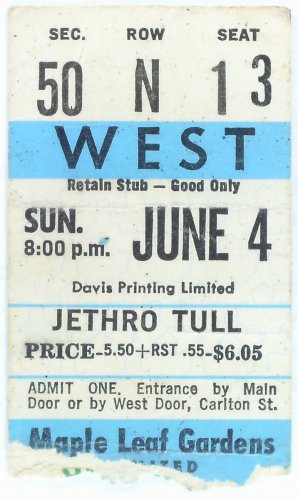 SEC. ROW SEAT
50 N 13
WEST
Retain Stub — Good Only
SUN. JUNE 4
8:00 p.m.
Davis Printing Limited
JETHRO TULL
PRICE-5.50+RST .55-$6.05
ADMIT ONE. Entrance by Main
Door or by West Door, Carlton St.
Maple Leaf Gardens
LIMITED